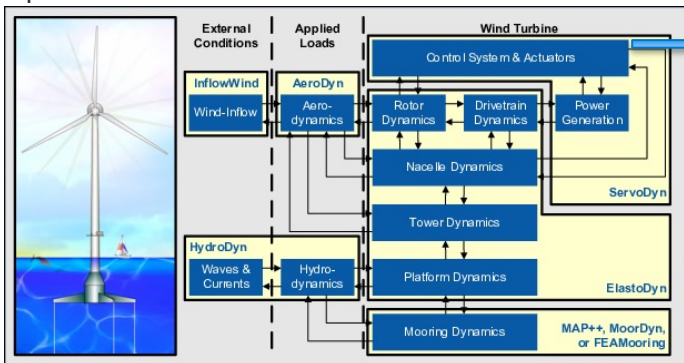 External
Conditions
Applied
Loads
Wind Turbine
Control System & Actuators
InflowWind
AeroDyn
Wind-Inflow
Aero-
dynamics
Rotor
Dynamics
Drivetrain
Dynamics
Power
Generation
Nacelle Dynamics
ServoDyn
Tower Dynamics
HydroDyn
Waves &
Currents
Hydro-
dynamics
Platform Dynamics
ElastoDyn
Mooring Dynamics
MAP++, MoorDyn,
or FEAMooring